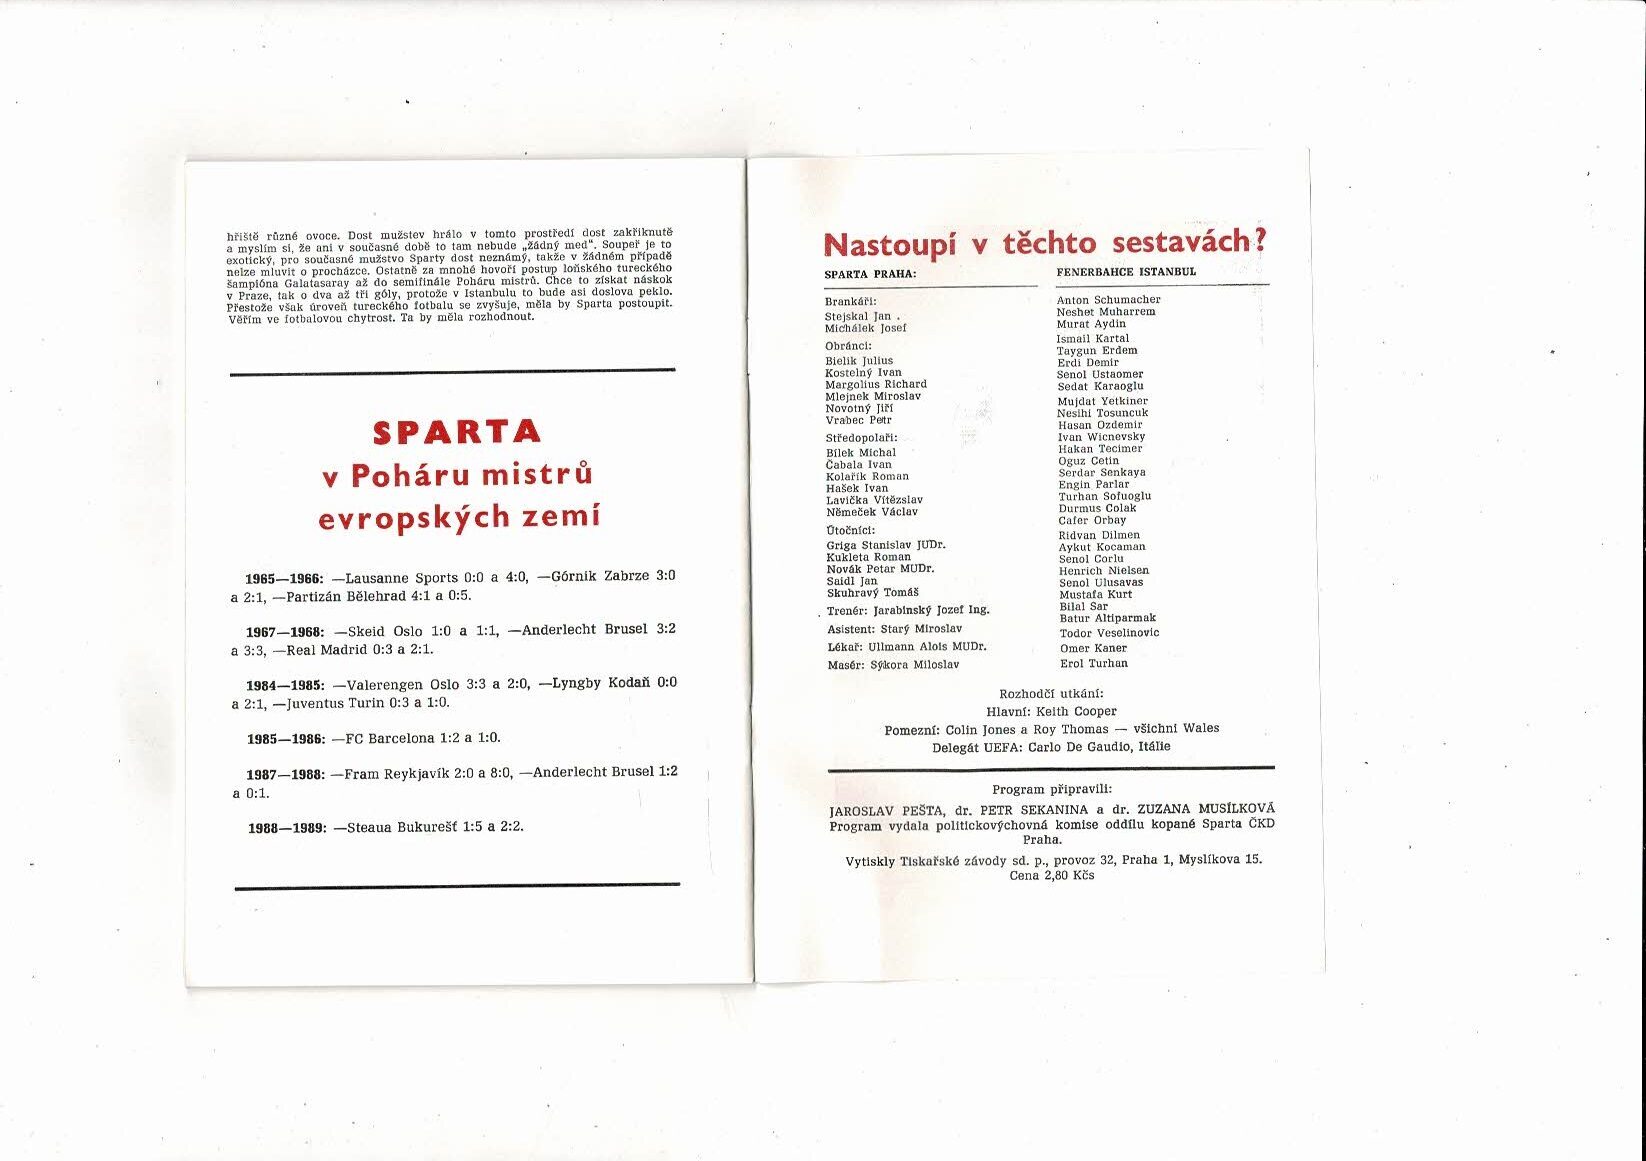 hřiště různé ovoce. Dost mužstev hrálo v tomto prostředí dost zakřiknutě
a myslím si, že ani v současné době to tam nebude „žádný med“. Soupeř je to
exotický, pro současné mužstvo Sparty dost neznámý, takže v žádném případě
nelze mluvit o procházce. Ostatně za mnohé hovoří postup loňského tureckého
šampióna Galatasaray až do semifinále Poháru mistrů. Chce to získat náskok
v Praze, tak o dva až tři góly, protože v Istanbulu to bude asi doslova peklo.
Přestože však úroveň tureckého fotbalu se zvyšuje, měla by Sparta postoupit.
Věřím ve fotbalovou chytrost. Ta by měla rozhodnout.
SPARTA
v Poháru mistrů
evropských zemí
1965—1966: —Lausanne Sports 0:0 a 4:0, —Górnik Zabrze 3:0
a 2:1, —Partizán Bělehrad 4:1 a 0:5.
1967—1968: —Skeid Oslo 1:0 a 1:1, —Anderlecht Brusel 3:2
a 3:3, —Real Madrid 0:3 a 2:1.
1984—1985: —Valerengen Oslo 3:3 a 2:0, —Lyngby Kodaň 0:0
a 2:1, —Juventus Turin 0:3 a 1:0.
1985—1986: —FC Barcelona 1:2 a 1:0.
1987—1988: —Fram Reykjavík 2:0 a 8:0, —Anderlecht Brusel 1:2
a 0:1.
1988—1989: —Steaua Bukurešť 1:5 a 2:2.
Nastoupí v těchto sestavách?
SPARTA PRAHA:
Brankáři:
Stejskal Jan
Michálek Josef
Obránci:
Bielik Julius
Kostelný Ivan
Margolius Richard
Mlejnek Miroslav
Novotný Jiří
Vrabec Petr
Středopolaři:
Bílek Michal
Čabala Ivan
Kolařík Roman
Hašek Ivan
Lavička Vítězslav
Němeček Václav
Útočníci:
Griga Stanislav JUDr.
Kukleta Roman
Novák Petar MUDr.
Saidl Jan
Skuhravý Tomáš
Trenér: Jarabinský Jozef Ing.
Asistent: Starý Miroslav
Lékař: Ullmann Alois MUDr.
Masér: Sýkora Miloslav
FENERBAHCE ISTANBUL
Anton Schumacher
Neshet Muharrem
Murat Aydin
Ismail Kartal
Taygun Erdem
Erdi Demir
Senol Ustaomer
Sedat Karaoglu
Mujdat Yetkiner
Nesihi Tosuncuk
Hasan Ozdemir
Ivan Wicnevsky
Hakan Tecimer
Oguz Cetin
Serdar Senkaya
Engin Parlar
Turhan Sofuoglu
Durmus Colak
Cafer Orbay
Ridvan Dilmen
Aykut Kocaman
Senol Corlu
Henrich Nielsen
Senol Ulusavas
Mustafa Kurt
Bilal Sar
Batur Altiparmak
Todor Veselinovic
Omer Kaner
Erol Turhan
Rozhodčí utkání:
Hlavní: Keith Cooper
Pomezní: Colin Jones a Roy Thomas — všichni Wales
Delegát UEFA: Carlo De Gaudio, Itálie
Program připravili:
JAROSLAV PEŠTA, dr. PETR SEKANINA a dr. ZUZANA MUSÍLKOVÁ
Program vydala politickovýchovná komise oddílu kopané Sparta ČKD
Praha.
Vytiskly Tiskařské závody sd. p., provoz 32, Praha 1, Myslíkova 15.
Cena 2,80 Kčs